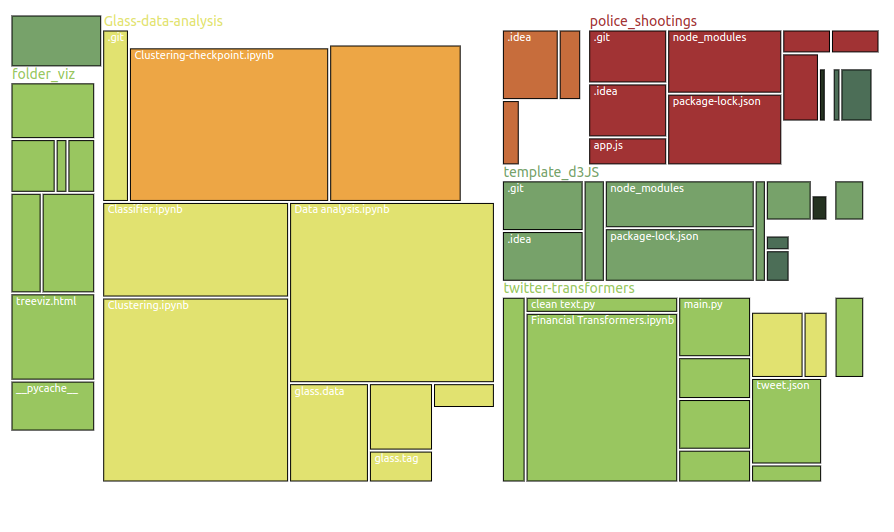 folder_viz
treeviz.html
__pycache__
Glass-data-analysis
.git
Clustering-checkpoint.ipynb
Classifier.ipynb
Data analysis.ipynb
Clustering.ipynb
glass.data
glass.tag
.idea
police_shootings
.git
node_modules
.idea
package-lock.json
app.js
template_d3JS
.git
node_modules
.idea
package-lock.json
twitter-transformers
clean text.py
main.py
Financial Transformers.ipynb
tweet.json